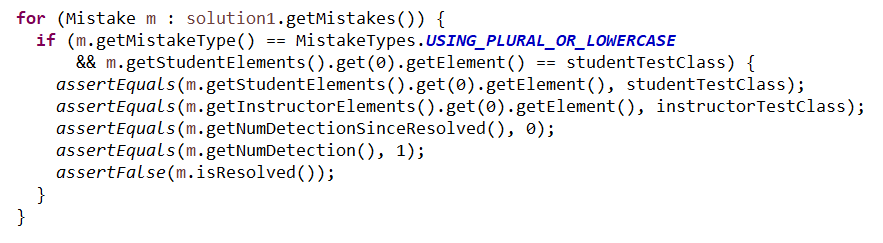 for (Mistake m : solution1.getMistakes()) {
  if (m.getMistakeType() == MistakeTypes.USING_PLURAL_OR_LOWERCASE
      && m.getStudentElements().get(0).getElement() == studentTestClass) {
    assertEquals(m.getStudentElements().get(0).getElement(), studentTestClass);
    assertEquals(m.getInstructorElements().get(0).getElement(), instructorTestClass);
    assertEquals(m.getNumDetectionSinceResolved(), 0);
    assertEquals(m.getNumDetection(), 1);
    assertFalse(m.isResolved());
  }
}